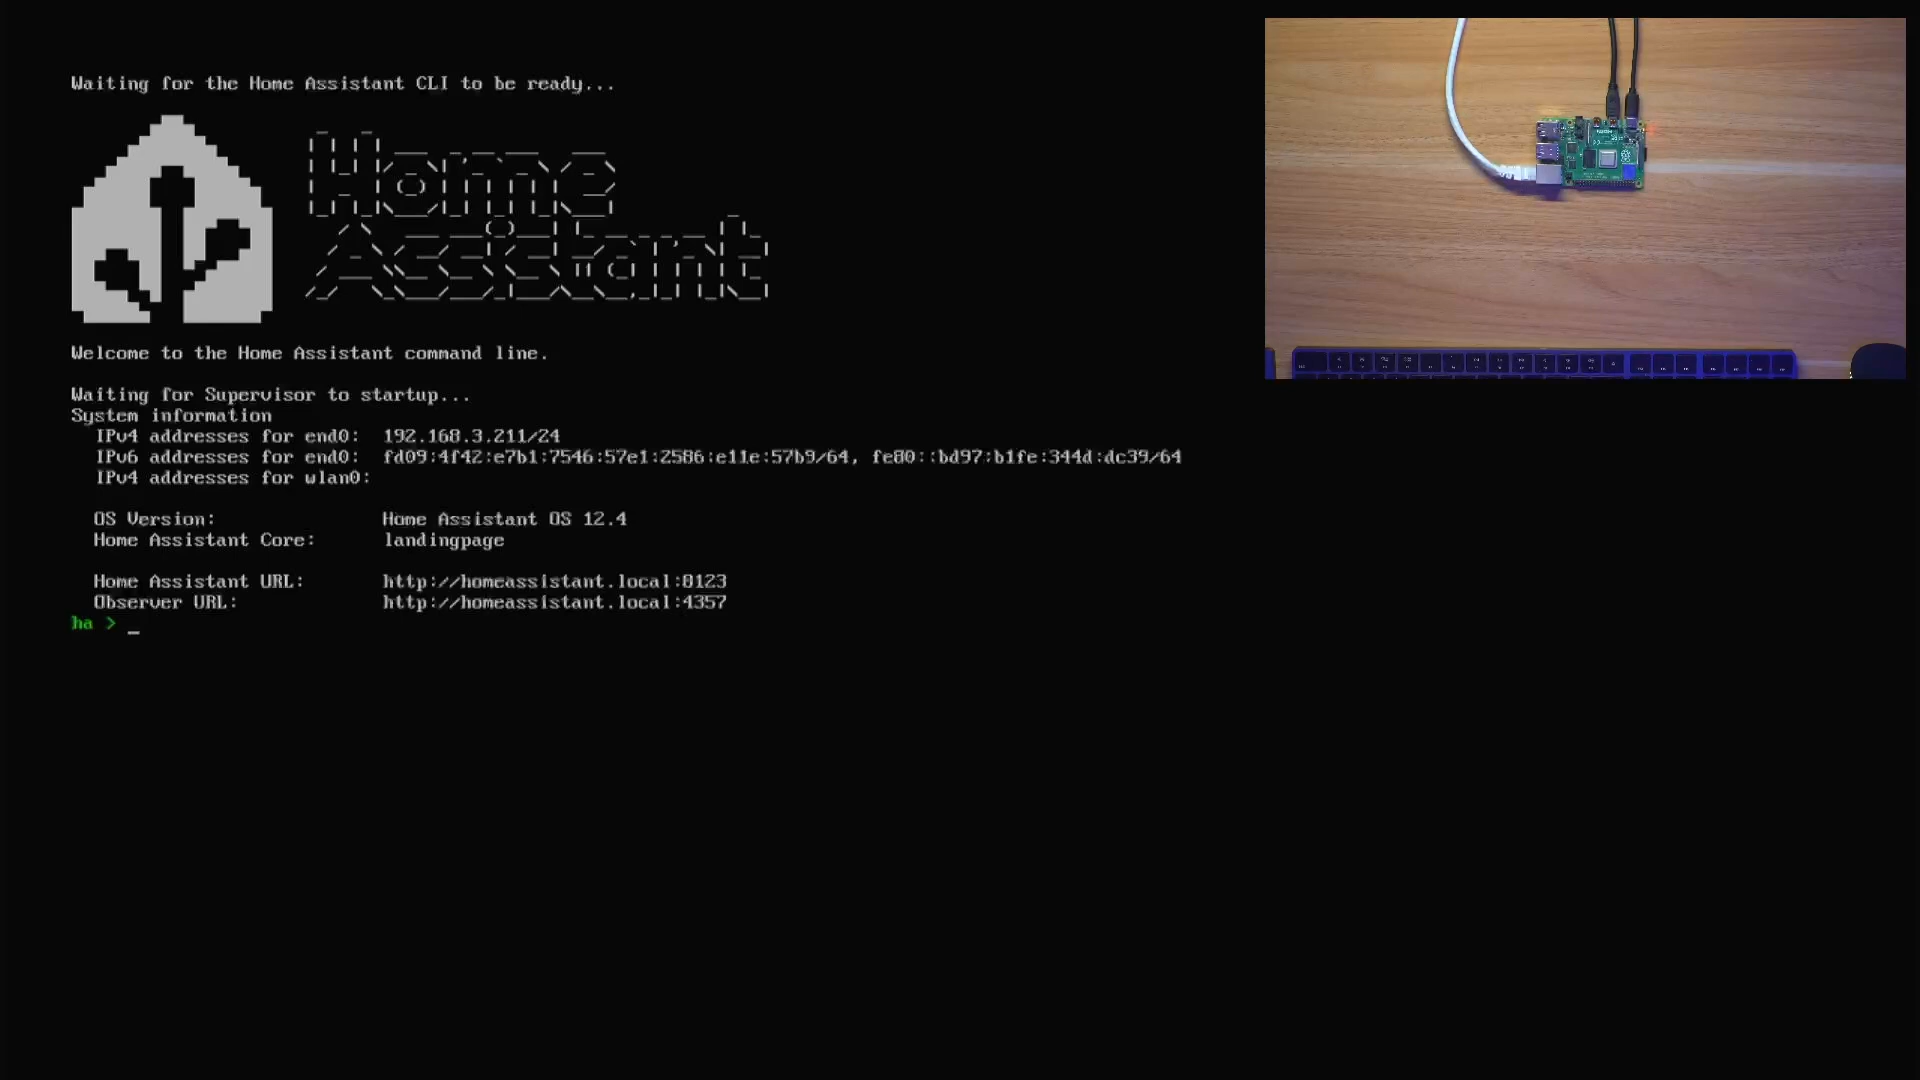 Waiting for the Home Assistant CLI to be ready...
Home
Assistant
Welcome to the Home Assistant command line.
Waiting for Supervisor to startup...
System information
IPv4 addresses for end0: 192.168.3.211/24
IPv6 addresses for end0: fd09:4f42:e7b1:7546:57e1:2586:e11e:57b9/64, fe80::bd97:b1fe:344d:dc39/64
IPv4 addresses for wlan0:
OS Version: Home Assistant OS 12.4
Home Assistant Core: landingpage
Home Assistant URL: http://homeassistant.local:8123
Observer URL: http://homeassistant.local:4357
ha > _